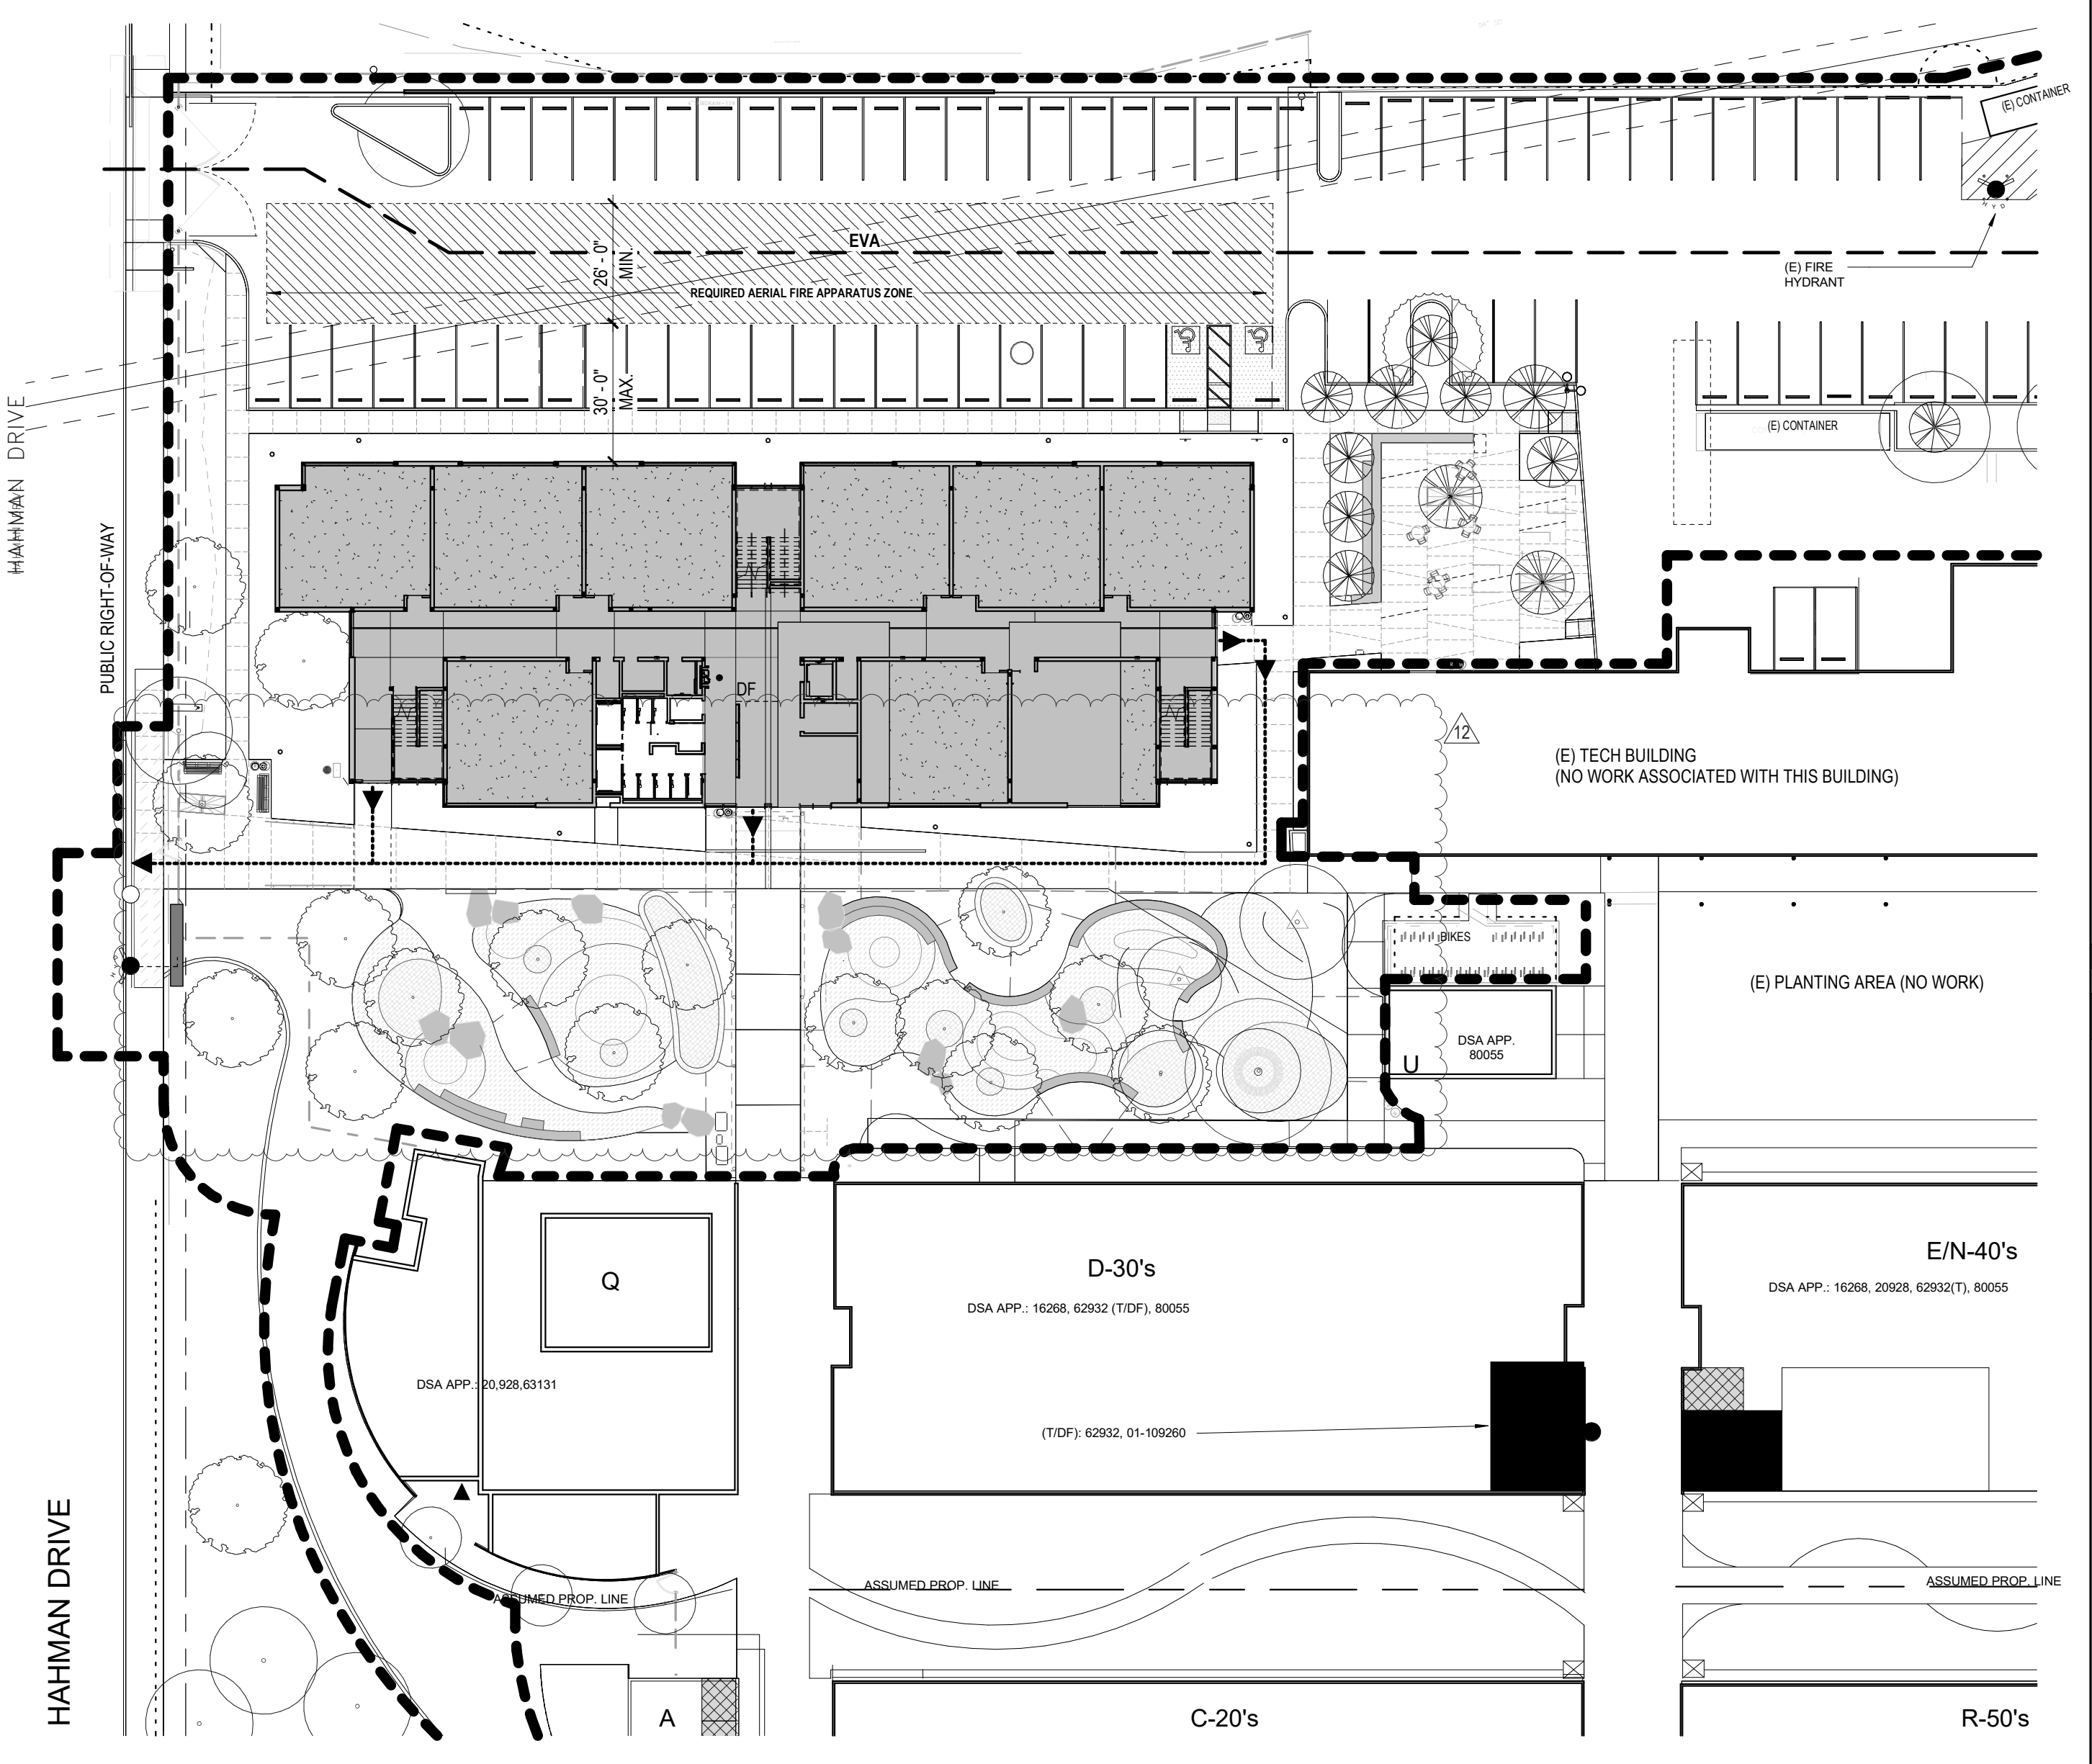 (E) CONTAINER
HYD
EVA
26' - 0"
MIN.
REQUIRED AERIAL FIRE APPARATUS ZONE
(E) FIRE
HYDRANT
30' - 0"
MAX.
HAHMAN DRIVE
(E) CONTAINER
PUBLIC RIGHT-OF-WAY
DF
12
(E) TECH BUILDING
(NO WORK ASSOCIATED WITH THIS BUILDING)
BIKES
(E) PLANTING AREA (NO WORK)
DSA APP.
80055
U
Q
D-30's
DSA APP.: 16268, 62932 (T/DF), 80055
E/N-40's
DSA APP.: 16268, 20928, 62932(T), 80055
DSA APP.: 20,928,63131
(T/DF): 62932, 01-109260
HAHMAN DRIVE
ASSUMED PROP. LINE
ASSUMED PROP. LINE
ASSUMED PROP. LINE
A
C-20's
R-50's